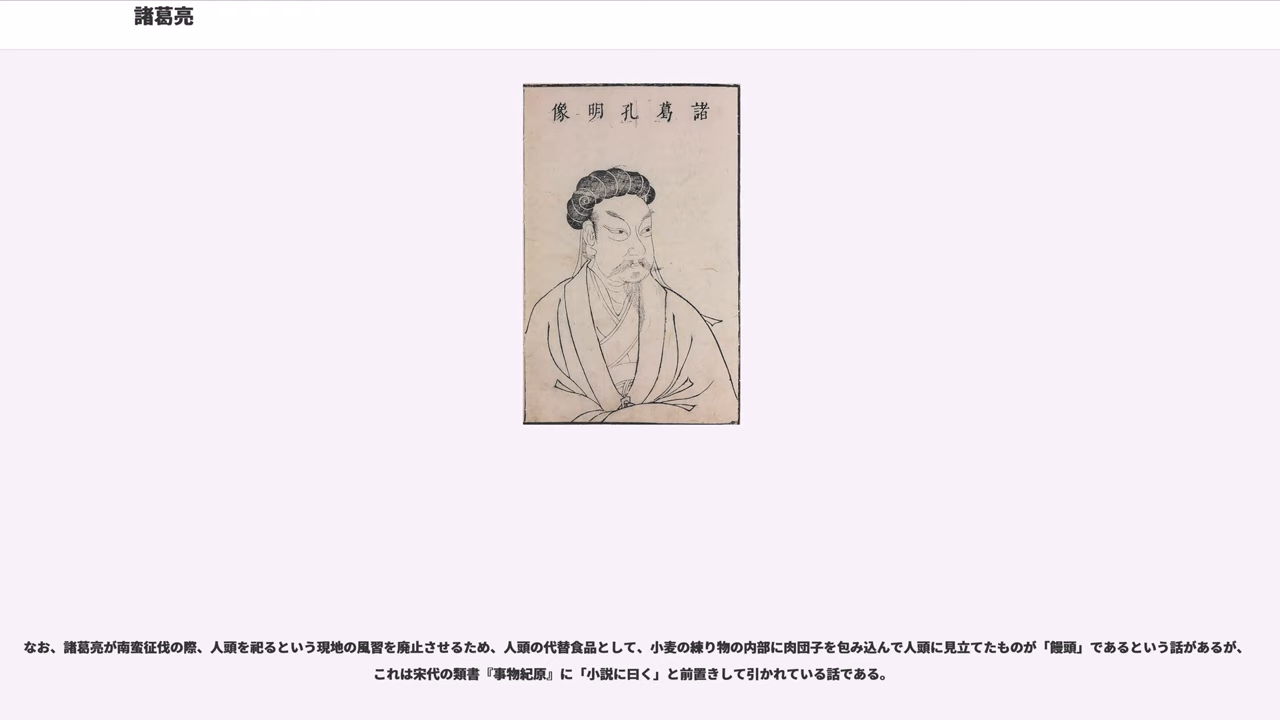 諸葛亮
諸葛孔明像
なお、諸葛亮が南蛮征伐の際、人頭を祀るという現地の風習を廃止させるため、人頭の代替食品として、小麦の練り物の内部に肉団子を包み込んで人頭に見立てたものが「饅頭」であるという話があるが、
これは宋代の類書『事物紀原』に「小説に曰く」と前置きして引かれている話である。